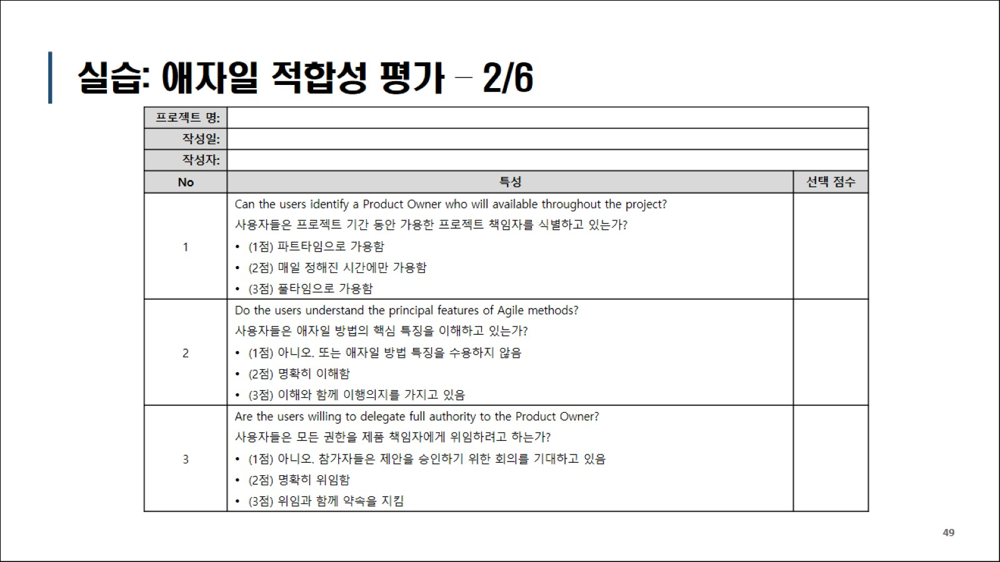 실습: 애자일 적합성 평가 – 2/6
프로젝트 명:
작성일:
작성자:
No 특성 선택 점수
1
Can the users identify a Product Owner who will available throughout the project?
사용자들은 프로젝트 기간 동안 가용한 프로젝트 책임자를 식별하고 있는가?
• (1점) 파트타임으로 가용함
• (2점) 매일 정해진 시간에만 가용함
• (3점) 풀타임으로 가용함
2
Do the users understand the principal features of Agile methods?
사용자들은 애자일 방법의 핵심 특징을 이해하고 있는가?
• (1점) 아니오. 또는 애자일 방법 특징을 수용하지 않음
• (2점) 명확히 이해함
• (3점) 이해와 함께 이행의지를 가지고 있음
3
Are the users willing to delegate full authority to the Product Owner?
사용자들은 모든 권한을 제품 책임자에게 위임하려고 하는가?
• (1점) 아니오. 참가자들은 제안을 승인하기 위한 회의를 기대하고 있음
• (2점) 명확히 위임함
• (3점) 위임과 함께 약속을 지킴
49